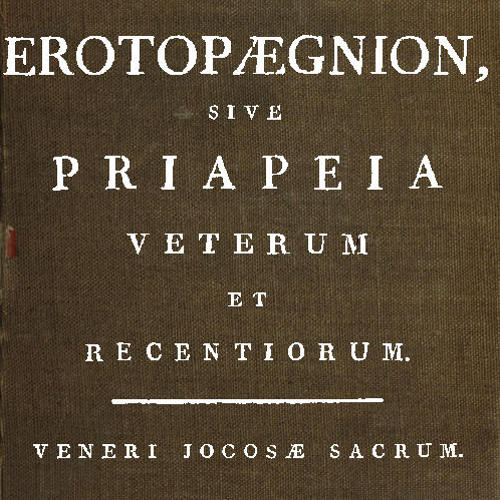 EROTOPÆGNION,
SIVE
PRIAPEIA
VETERUM
ET
RECENTIORUM.
VENERI JOCOSÆ SACRUM.